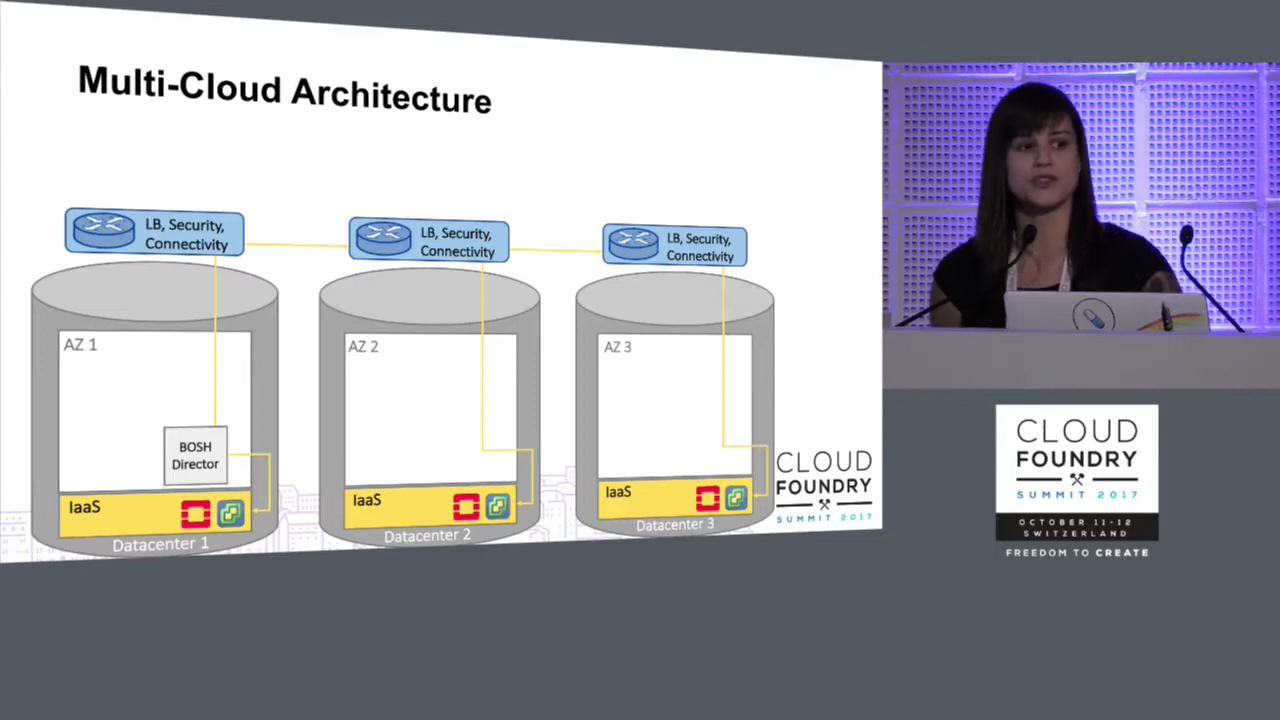 Multi-Cloud Architecture
LB, Security,
Connectivity
LB, Security,
Connectivity
LB, Security,
Connectivity
AZ 1
AZ 2
AZ 3
BOSH
Director
IaaS
IaaS
IaaS
Datacenter 1
Datacenter 2
Datacenter 3
CLOUD
FOUNDRY
SUMMIT 2017
CLOUD
FOUNDRY
SUMMIT 2017
OCTOBER 11-12
SWITZERLAND
FREEDOM TO CREATE